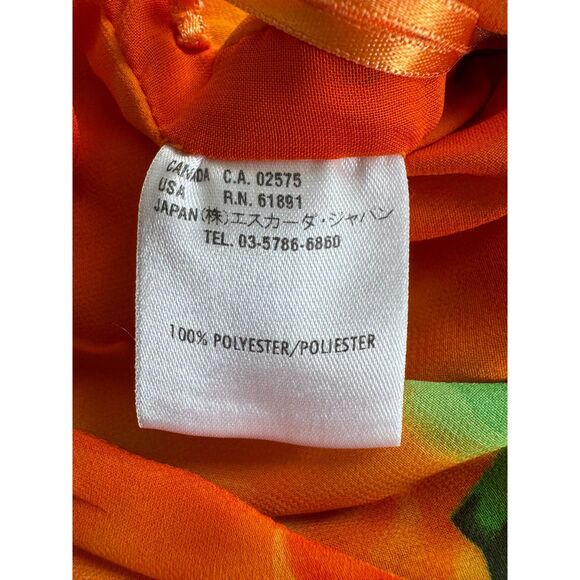 CANADA C.A. 02575
USA R.N. 61891
JAPAN (株)エスカーダ・ジャパン
TEL. 03-5786-6860
100% POLYESTER/POLIESTER